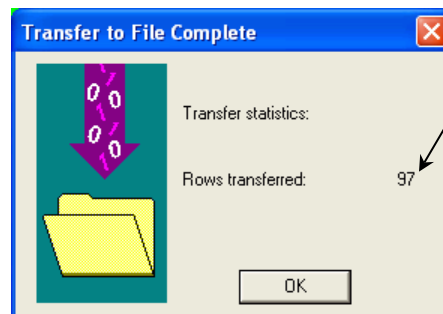 Transfer to File Complete
Transfer statistics:
Rows transferred: 97
OK